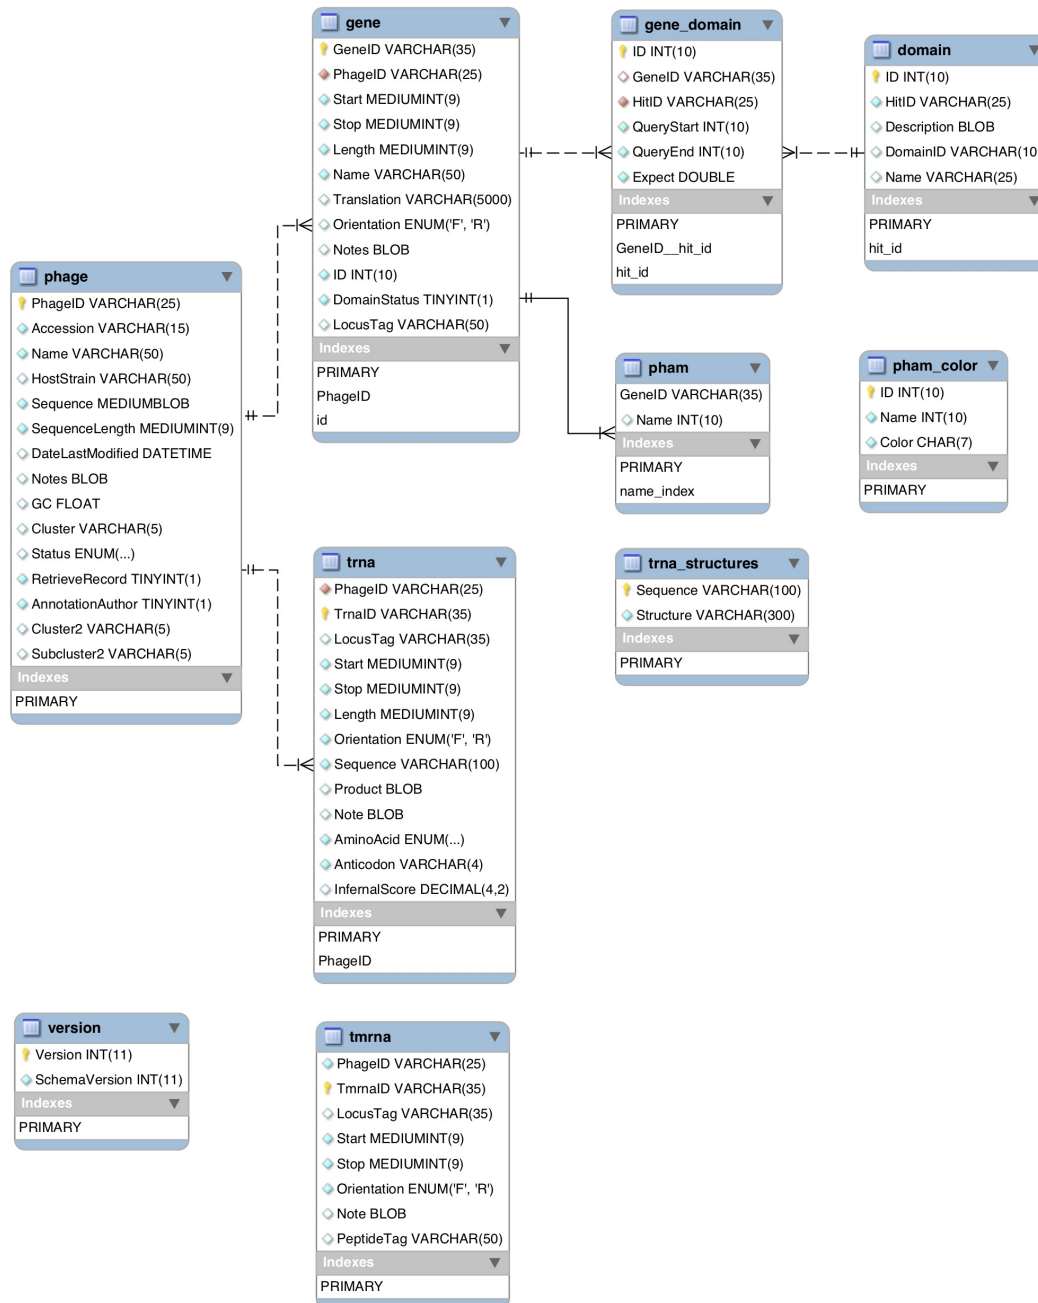 gene
GeneID VARCHAR(35)
PhageID VARCHAR(25)
Start MEDIUMINT(9)
Stop MEDIUMINT(9)
Length MEDIUMINT(9)
Name VARCHAR(50)
Translation VARCHAR(5000)
Orientation ENUM('F', 'R')
Notes BLOB
ID INT(10)
DomainStatus TINYINT(1)
LocusTag VARCHAR(50)
Indexes
PRIMARY
PhageID
id
gene_domain
ID INT(10)
GeneID VARCHAR(35)
HitID VARCHAR(25)
QueryStart INT(10)
QueryEnd INT(10)
Expect DOUBLE
Indexes
PRIMARY
GeneID__hit_id
hit_id
domain
ID INT(10)
HitID VARCHAR(25)
Description BLOB
DomainID VARCHAR(10
Name VARCHAR(25)
Indexes
PRIMARY
hit_id
phage
PhageID VARCHAR(25)
Accession VARCHAR(15)
Name VARCHAR(50)
HostStrain VARCHAR(50)
Sequence MEDIUMBLOB
SequenceLength MEDIUMINT(9)
DateLastModified DATETIME
Notes BLOB
GC FLOAT
Cluster VARCHAR(5)
Status ENUM(...)
RetrieveRecord TINYINT(1)
AnnotationAuthor TINYINT(1)
Cluster2 VARCHAR(5)
Subcluster2 VARCHAR(5)
Indexes
PRIMARY
pham
GeneID VARCHAR(35)
Name INT(10)
Indexes
PRIMARY
name_index
pham_color
ID INT(10)
Name INT(10)
Color CHAR(7)
Indexes
PRIMARY
trna
PhageID VARCHAR(25)
TrnaID VARCHAR(35)
LocusTag VARCHAR(35)
Start MEDIUMINT(9)
Stop MEDIUMINT(9)
Length MEDIUMINT(9)
Orientation ENUM('F', 'R')
Sequence VARCHAR(100)
Product BLOB
Note BLOB
AminoAcid ENUM(...)
Anticodon VARCHAR(4)
InfernalScore DECIMAL(4,2)
Indexes
PRIMARY
PhageID
trna_structures
Sequence VARCHAR(100)
Structure VARCHAR(300)
Indexes
PRIMARY
version
Version INT(11)
SchemaVersion INT(11)
Indexes
PRIMARY
tmrna
PhageID VARCHAR(25)
TmrnaID VARCHAR(35)
LocusTag VARCHAR(35)
Start MEDIUMINT(9)
Stop MEDIUMINT(9)
Orientation ENUM('F', 'R')
Note BLOB
PeptideTag VARCHAR(50)
Indexes
PRIMARY